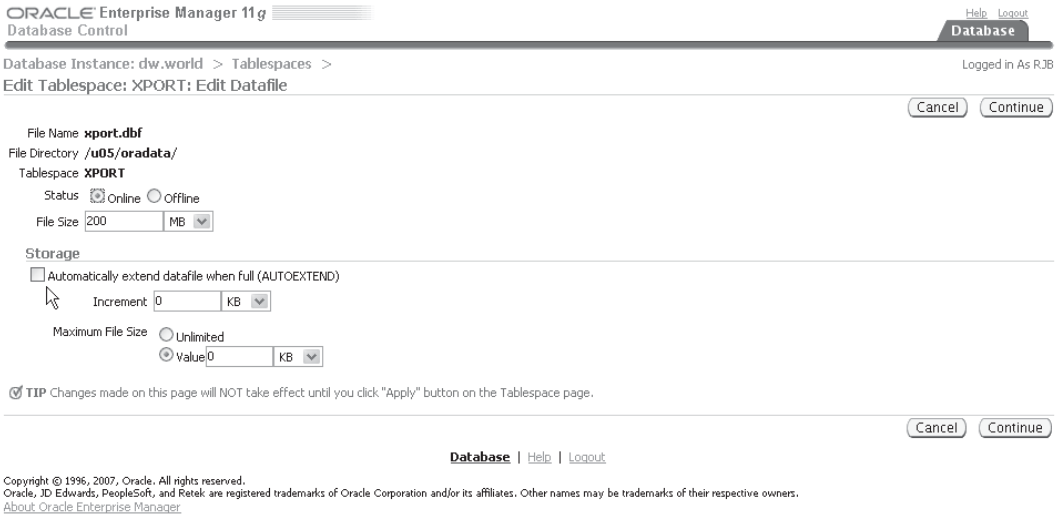 ORACLE Enterprise Manager 11g
Database Control
Help Logout
Database
Database Instance: dw.world > Tablespaces >
Logged in As RJB
Edit Tablespace: XPORT: Edit Datafile
Cancel Continue
File Name xport.dbf
File Directory /u05/oradata/
Tablespace XPORT
Status Online Offline
File Size 200 MB
Storage
Automatically extend datafile when full (AUTOEXTEND)
Increment 0 KB
Maximum File Size Unlimited
Value 0 KB
TIP Changes made on this page will NOT take effect until you click "Apply" button on the Tablespace page.
Cancel Continue
Database | Help | Logout
Copyright © 1996, 2007, Oracle. All rights reserved.
Oracle, JD Edwards, PeopleSoft, and Retek are registered trademarks of Oracle Corporation and/or its affiliates. Other names may be trademarks of their respective owners.
About Oracle Enterprise Manager